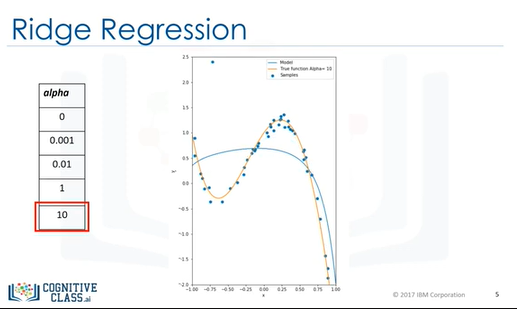 Ridge Regression
alpha
0
0.001
0.01
1
10
Model
True function Alpha= 10
Samples
2.5
2.0
1.5
1.0
0.5
0.0
−0.5
−1.0
−1.5
−2.0
Y
−1.00 −0.75 −0.50 −0.25 0.00 0.25 0.50 0.75 1.00
x
COGNITIVE
CLASS.ai
© 2017 IBM Corporation
5